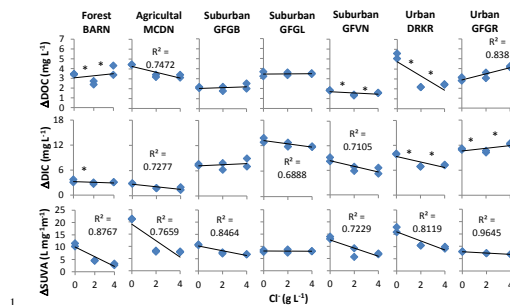 Forest BARN
Agricultal MCDN
Suburban GFGB
Suburban GFGL
Suburban GFVN
Urban DRKR
Urban GFGR
ΔDOC (mg L⁻¹)
7
6
5
4
3
2
1
0
* *
R² = 0.7472
* *
* *
R² = 0.838
* *
ΔDIC (mg L⁻¹)
18
12
6
0
*
R² = 0.7277
R² = 0.6888
R² = 0.7105
* *
* *
ΔSUVA (L mg⁻¹m⁻¹)
25
20
15
10
5
0
R² = 0.8767
R² = 0.7659
R² = 0.8464
R² = 0.7229
R² = 0.8119
R² = 0.9645
0 2 4 0 2 4 0 2 4 0 2 4 0 2 4 0 2 4 0 2 4
Cl⁻ (g L⁻¹)
1